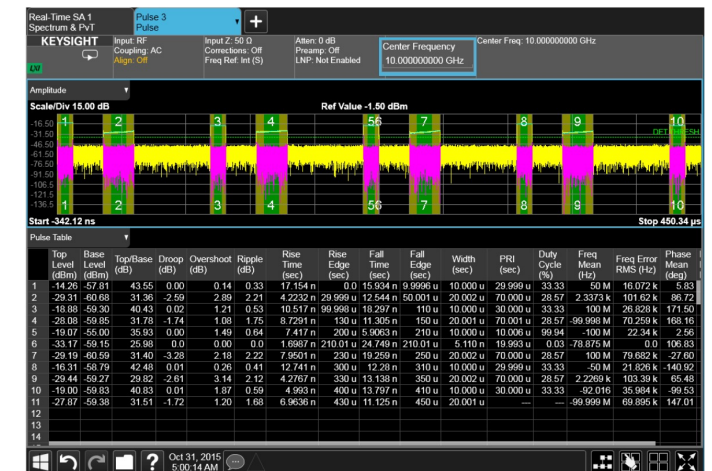 Real-Time SA 1
Spectrum & PvT
Pulse 3
Pulse
KEYSIGHT
LXI
Input: RF
Coupling: AC
Align: Off
Input Z: 50 Ω
Corrections: Off
Freq Ref: Int (S)
Atten: 0 dB
Preamp: Off
LNP: Not Enabled
Center Frequency
10.000000000 GHz
Center Freq: 10.000000000 GHz
Amplitude
Scale/Div 15.00 dB Ref Value -1.50 dBm
1 2 3 4 5 6 7 8 9 10
DET THRESH
-16.50
-31.50
-46.50
-61.50
-76.50
-91.50
-106.5
-121.5
-136.5
1 2 3 4 5 6 7 8 9 10
Start -342.12 ns Stop 450.34 µs
Pulse Table
Top Level (dBm) Base Level (dBm) Top/Base (dB) Droop (dB) Overshoot (dB) Ripple (dB) Rise Time (sec) Rise Edge (sec) Fall Time (sec) Fall Edge (sec) Width (sec) PRI (sec) Duty Cycle (%) Freq Mean (Hz) Freq Error RMS (Hz) Phase Mean (deg)
1 -14.26 -57.81 43.55 0.00 0.14 0.33 17.154 n 0.0 15.934 n 9.9996 u 10.000 u 29.999 u 33.33 50 M 16.072 k 5.83
2 -29.31 -60.68 31.36 -2.59 2.89 2.21 4.2232 n 29.999 u 12.544 n 50.001 u 20.002 u 70.000 u 28.57 2.3373 k 101.62 k 86.72
3 -18.88 -59.30 40.43 0.02 1.21 0.53 10.517 n 99.998 u 18.297 n 110 u 10.000 u 30.000 u 33.33 100 M 26.828 k 171.50
4 -28.08 -59.85 31.78 -1.74 1.08 1.75 8.7291 n 130 u 11.305 n 150 u 20.001 u 70.001 u 28.57 -99.998 M 70.259 k 168.16
5 -19.07 -55.00 35.93 0.00 1.49 0.64 7.417 n 200 u 5.9063 n 210 u 10.000 u 10.006 u 99.94 -100 M 22.34 k 2.56
6 -33.17 -59.15 25.98 0.0 0.00 0.0 1.6987 n 210.01 u 24.749 n 210.01 u 5.110 n 19.993 u 0.03 -78.875 M 0.0 106.83
7 -29.19 -60.59 31.40 -3.28 2.18 2.22 7.9501 n 230 u 19.259 n 250 u 20.002 u 70.000 u 28.57 100 M 79.682 k -27.60
8 -16.31 -58.79 42.48 0.01 0.26 0.41 12.741 n 300 u 12.28 n 310 u 10.000 u 29.999 u 33.33 -50 M 21.826 k -140.92
9 -29.44 -59.27 29.82 -2.61 3.14 2.12 4.2767 n 330 u 13.138 n 350 u 20.002 u 70.000 u 28.57 2.2269 k 103.39 k 65.48
10 -19.00 -59.83 40.83 0.01 1.87 0.59 4.993 n 400 u 13.797 n 410 u 10.000 u 30.000 u 33.33 -92.016 35.984 k -99.53
11 -27.87 -59.38 31.51 -1.72 1.20 1.68 6.9636 n 430 u 11.125 n 450 u 20.001 u --- --- -99.999 M 69.895 k 147.01
12
13
14
Oct 31, 2015
5:00:14 AM